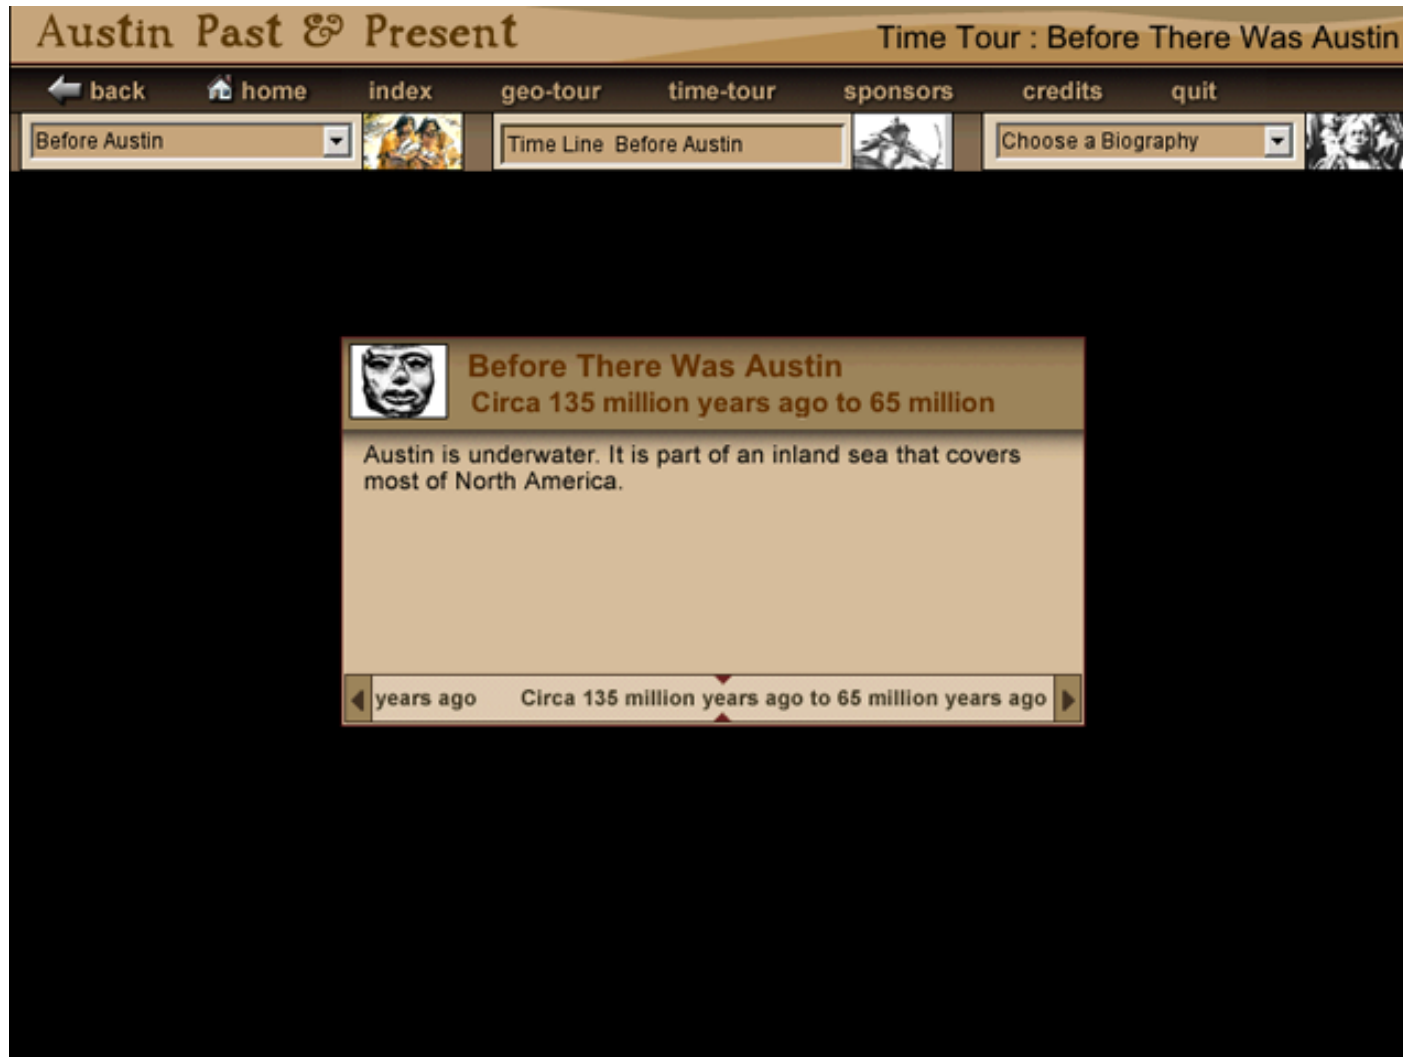 Austin Past & Present
Time Tour : Before There Was Austin
back home index geo-tour time-tour sponsors credits quit
Before Austin
Time Line Before Austin
Choose a Biography
Before There Was Austin
Circa 135 million years ago to 65 million
Austin is underwater. It is part of an inland sea that covers
most of North America.
years ago Circa 135 million years ago to 65 million years ago